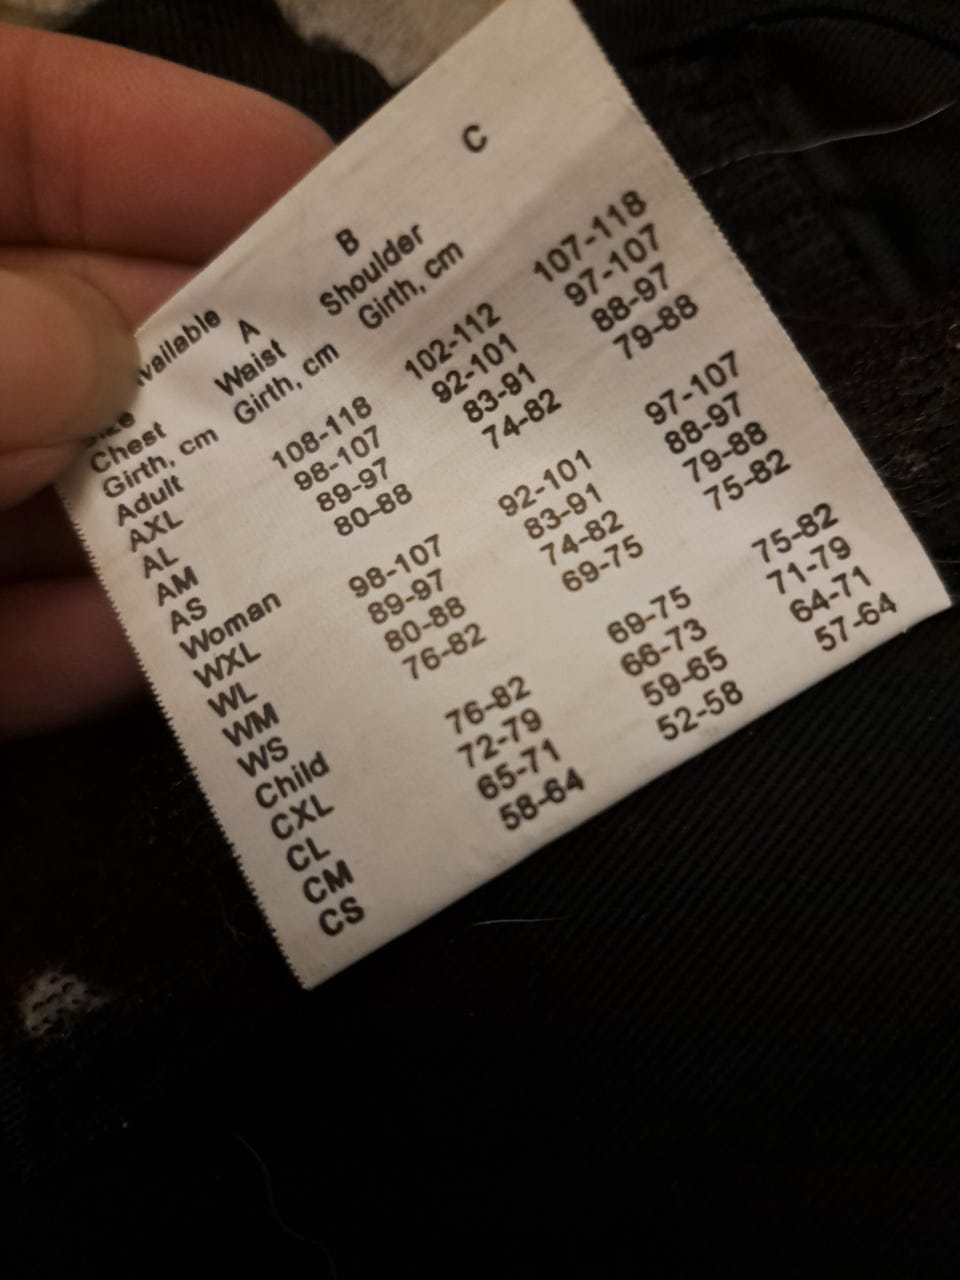 vailable
ize A B C
Chest Waist Shoulder
Girth, cm Girth, cm Girth, cm
Adult
AXL 108-118 102-112 107-118
AL 98-107 92-101 97-107
AM 89-97 83-91 88-97
AS 80-88 74-82 79-88
Woman
WXL 98-107 92-101 97-107
WL 89-97 83-91 88-97
WM 80-88 74-82 79-88
WS 76-82 69-75 75-82
Child
CXL 76-82 69-75 75-82
CL 72-79 66-73 71-79
CM 65-71 59-65 64-71
CS 58-64 52-58 57-64